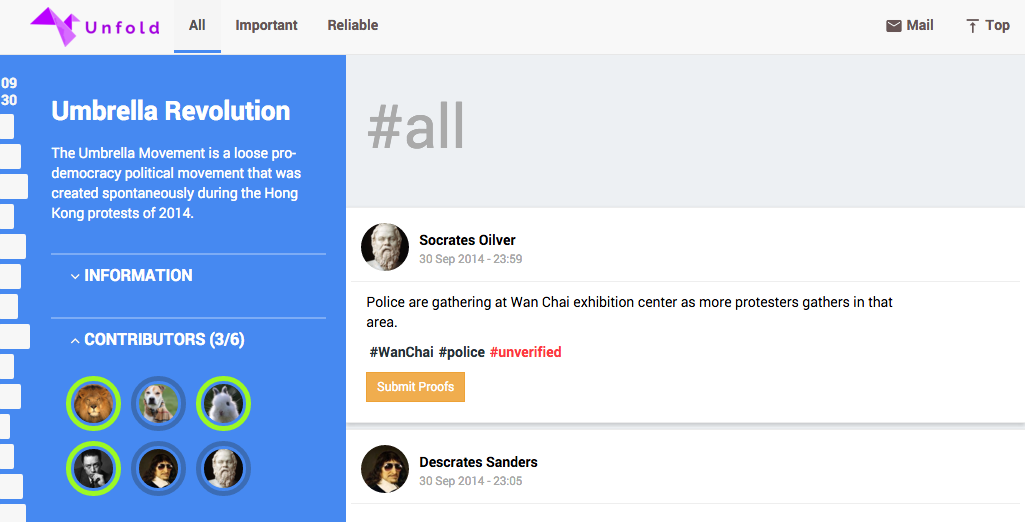 Unfold
All
Important
Reliable
Mail
Top
09
30
Umbrella Revolution
The Umbrella Movement is a loose pro-
democracy political movement that was
created spontaneously during the Hong
Kong protests of 2014.
INFORMATION
CONTRIBUTORS (3/6)
#all
Socrates Oilver
30 Sep 2014 - 23:59
Police are gathering at Wan Chai exhibition center as more protesters gathers in that
area.
#WanChai #police #unverified
Submit Proofs
Descrates Sanders
30 Sep 2014 - 23:05